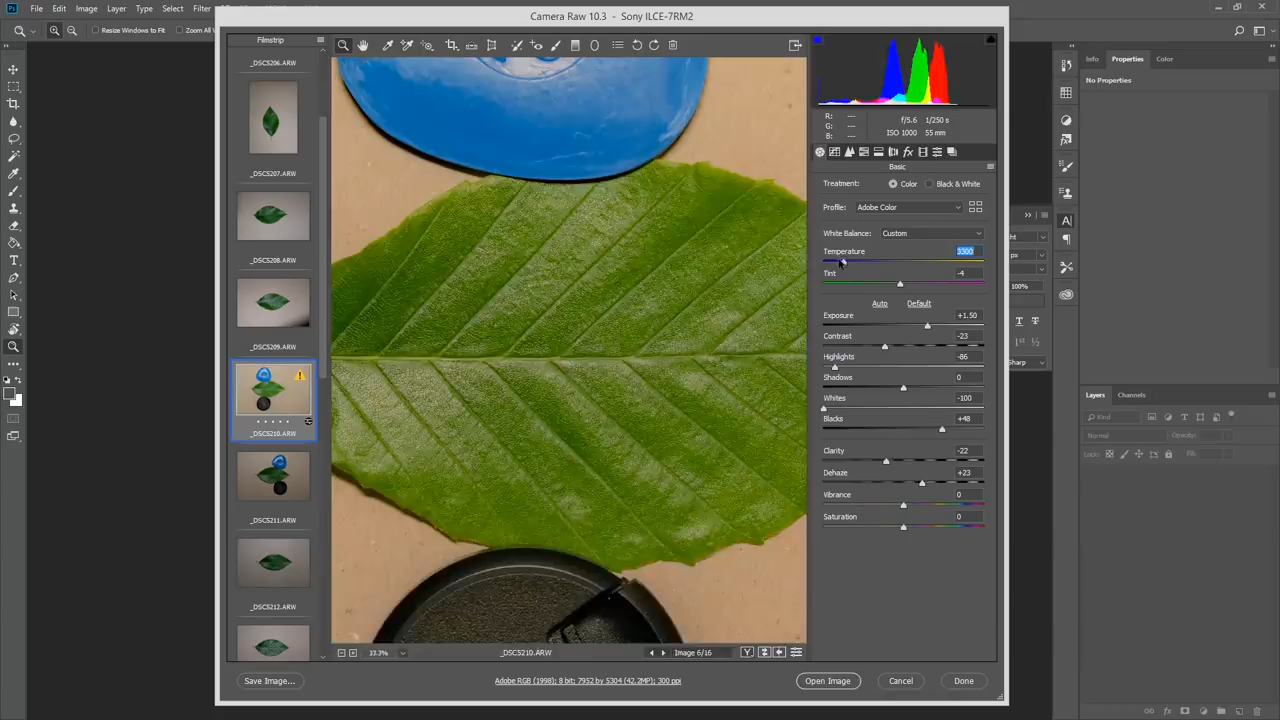 Camera Raw 10.3 - Sony ILCE-7RM2
File Edit Image Layer Type Select Filter
Resize Windows to Fit
Zoom All
Filmstrip
_DSC5206.ARW
_DSC5207.ARW
_DSC5208.ARW
_DSC5209.ARW
_DSC5210.ARW
_DSC5211.ARW
_DSC5212.ARW
R: ---
G: ---
B: ---
f/5.6 1/250 s
ISO 1000 55 mm
Basic
Treatment: Color Black & White
Profile: Adobe Color
White Balance: Custom
Temperature 3300
Tint -4
Auto Default
Exposure +1.50
Contrast -23
Highlights -86
Shadows 0
Whites -100
Blacks +48
Clarity -22
Dehaze +23
Vibrance 0
Saturation 0
33.3%
_DSC5210.ARW
Image 6/16
Y
Save Image...
Adobe RGB (1998); 8 bit; 7952 by 5304 (42.2MP); 300 ppi
Open Image
Cancel
Done
ht
px
100%
Sharp
Info Properties Color
No Properties
Layers Channels
Kind
Normal Opacity:
Lock: Fill: